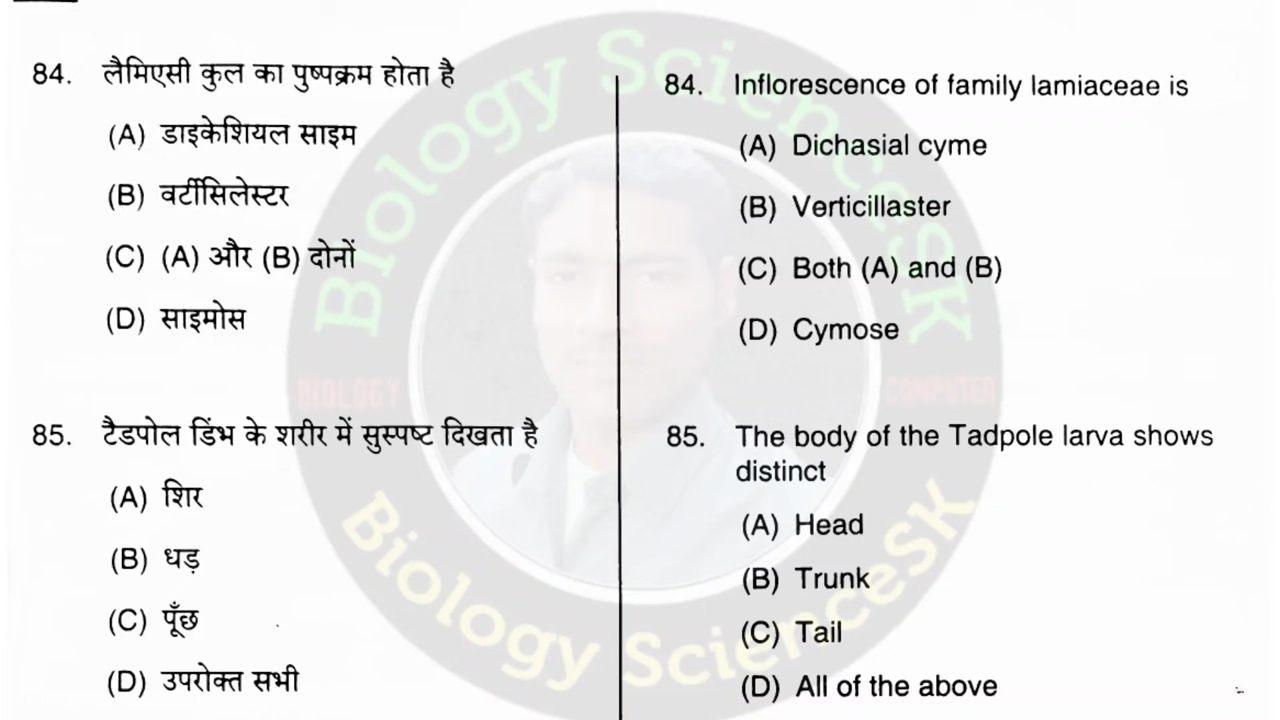 84. लैमिएसी कुल का पुष्पक्रम होता है
(A) डाइकेशियल साइम
(B) वर्टीसिलेस्टर
(C) (A) और (B) दोनों
(D) साइमोस
85. टैडपोल डिंभ के शरीर में सुस्पष्ट दिखता है
(A) शिर
(B) धड़
(C) पूँछ
(D) उपरोक्त सभी
84. Inflorescence of family lamiaceae is
(A) Dichasial cyme
(B) Verticillaster
(C) Both (A) and (B)
(D) Cymose
85. The body of the Tadpole larva shows
distinct
(A) Head
(B) Trunk
(C) Tail
(D) All of the above
Biology ScienceSK
BIOLOGY
COMPUTER
Biology ScienceSK